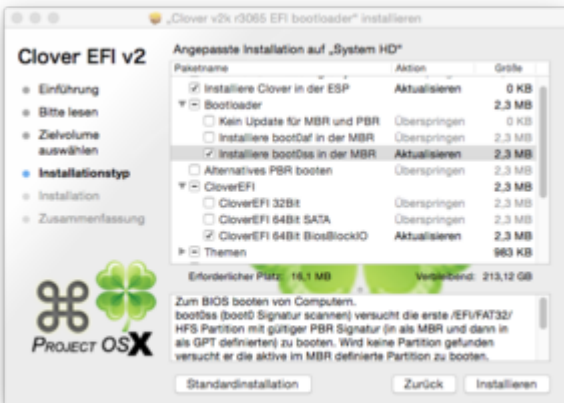 „Clover v2k r3065 EFI bootloader“ installieren
Clover EFI v2
Angepasste Installation auf „System HD“
Paketname Aktion Größe
Einführung
Bitte lesen
Zielvolume
auswählen
Installationstyp
Installation
Zusammenfassung
Installiere Clover in der ESP Aktualisieren 0 KB
Bootloader 2,3 MB
Kein Update für MBR und PBR Überspringen 0 KB
Installiere boot0af in der MBR Überspringen 2,3 MB
Installiere boot0ss in der MBR Aktualisieren 2,3 MB
Alternatives PBR booten Überspringen 2,3 MB
CloverEFI 2,3 MB
CloverEFI 32Bit Überspringen 2,3 MB
CloverEFI 64Bit SATA Überspringen 2,3 MB
CloverEFI 64Bit BiosBlockIO Aktualisieren 2,3 MB
Themen 983 KB
Erforderlicher Platz: 16,1 MB Verbleibend: 213,12 GB
Zum BIOS booten von Computern.
boot0ss (boot0 Signatur scannen) versucht die erste /EFI/FAT32/
HFS Partition mit gültiger PBR Signatur (in als MBR und dann in
als GPT definierten) zu booten. Wird keine Partition gefunden
versucht er die aktive im MBR definierte Partition zu booten.
PROJECT OSX
Standardinstallation Zurück Installieren